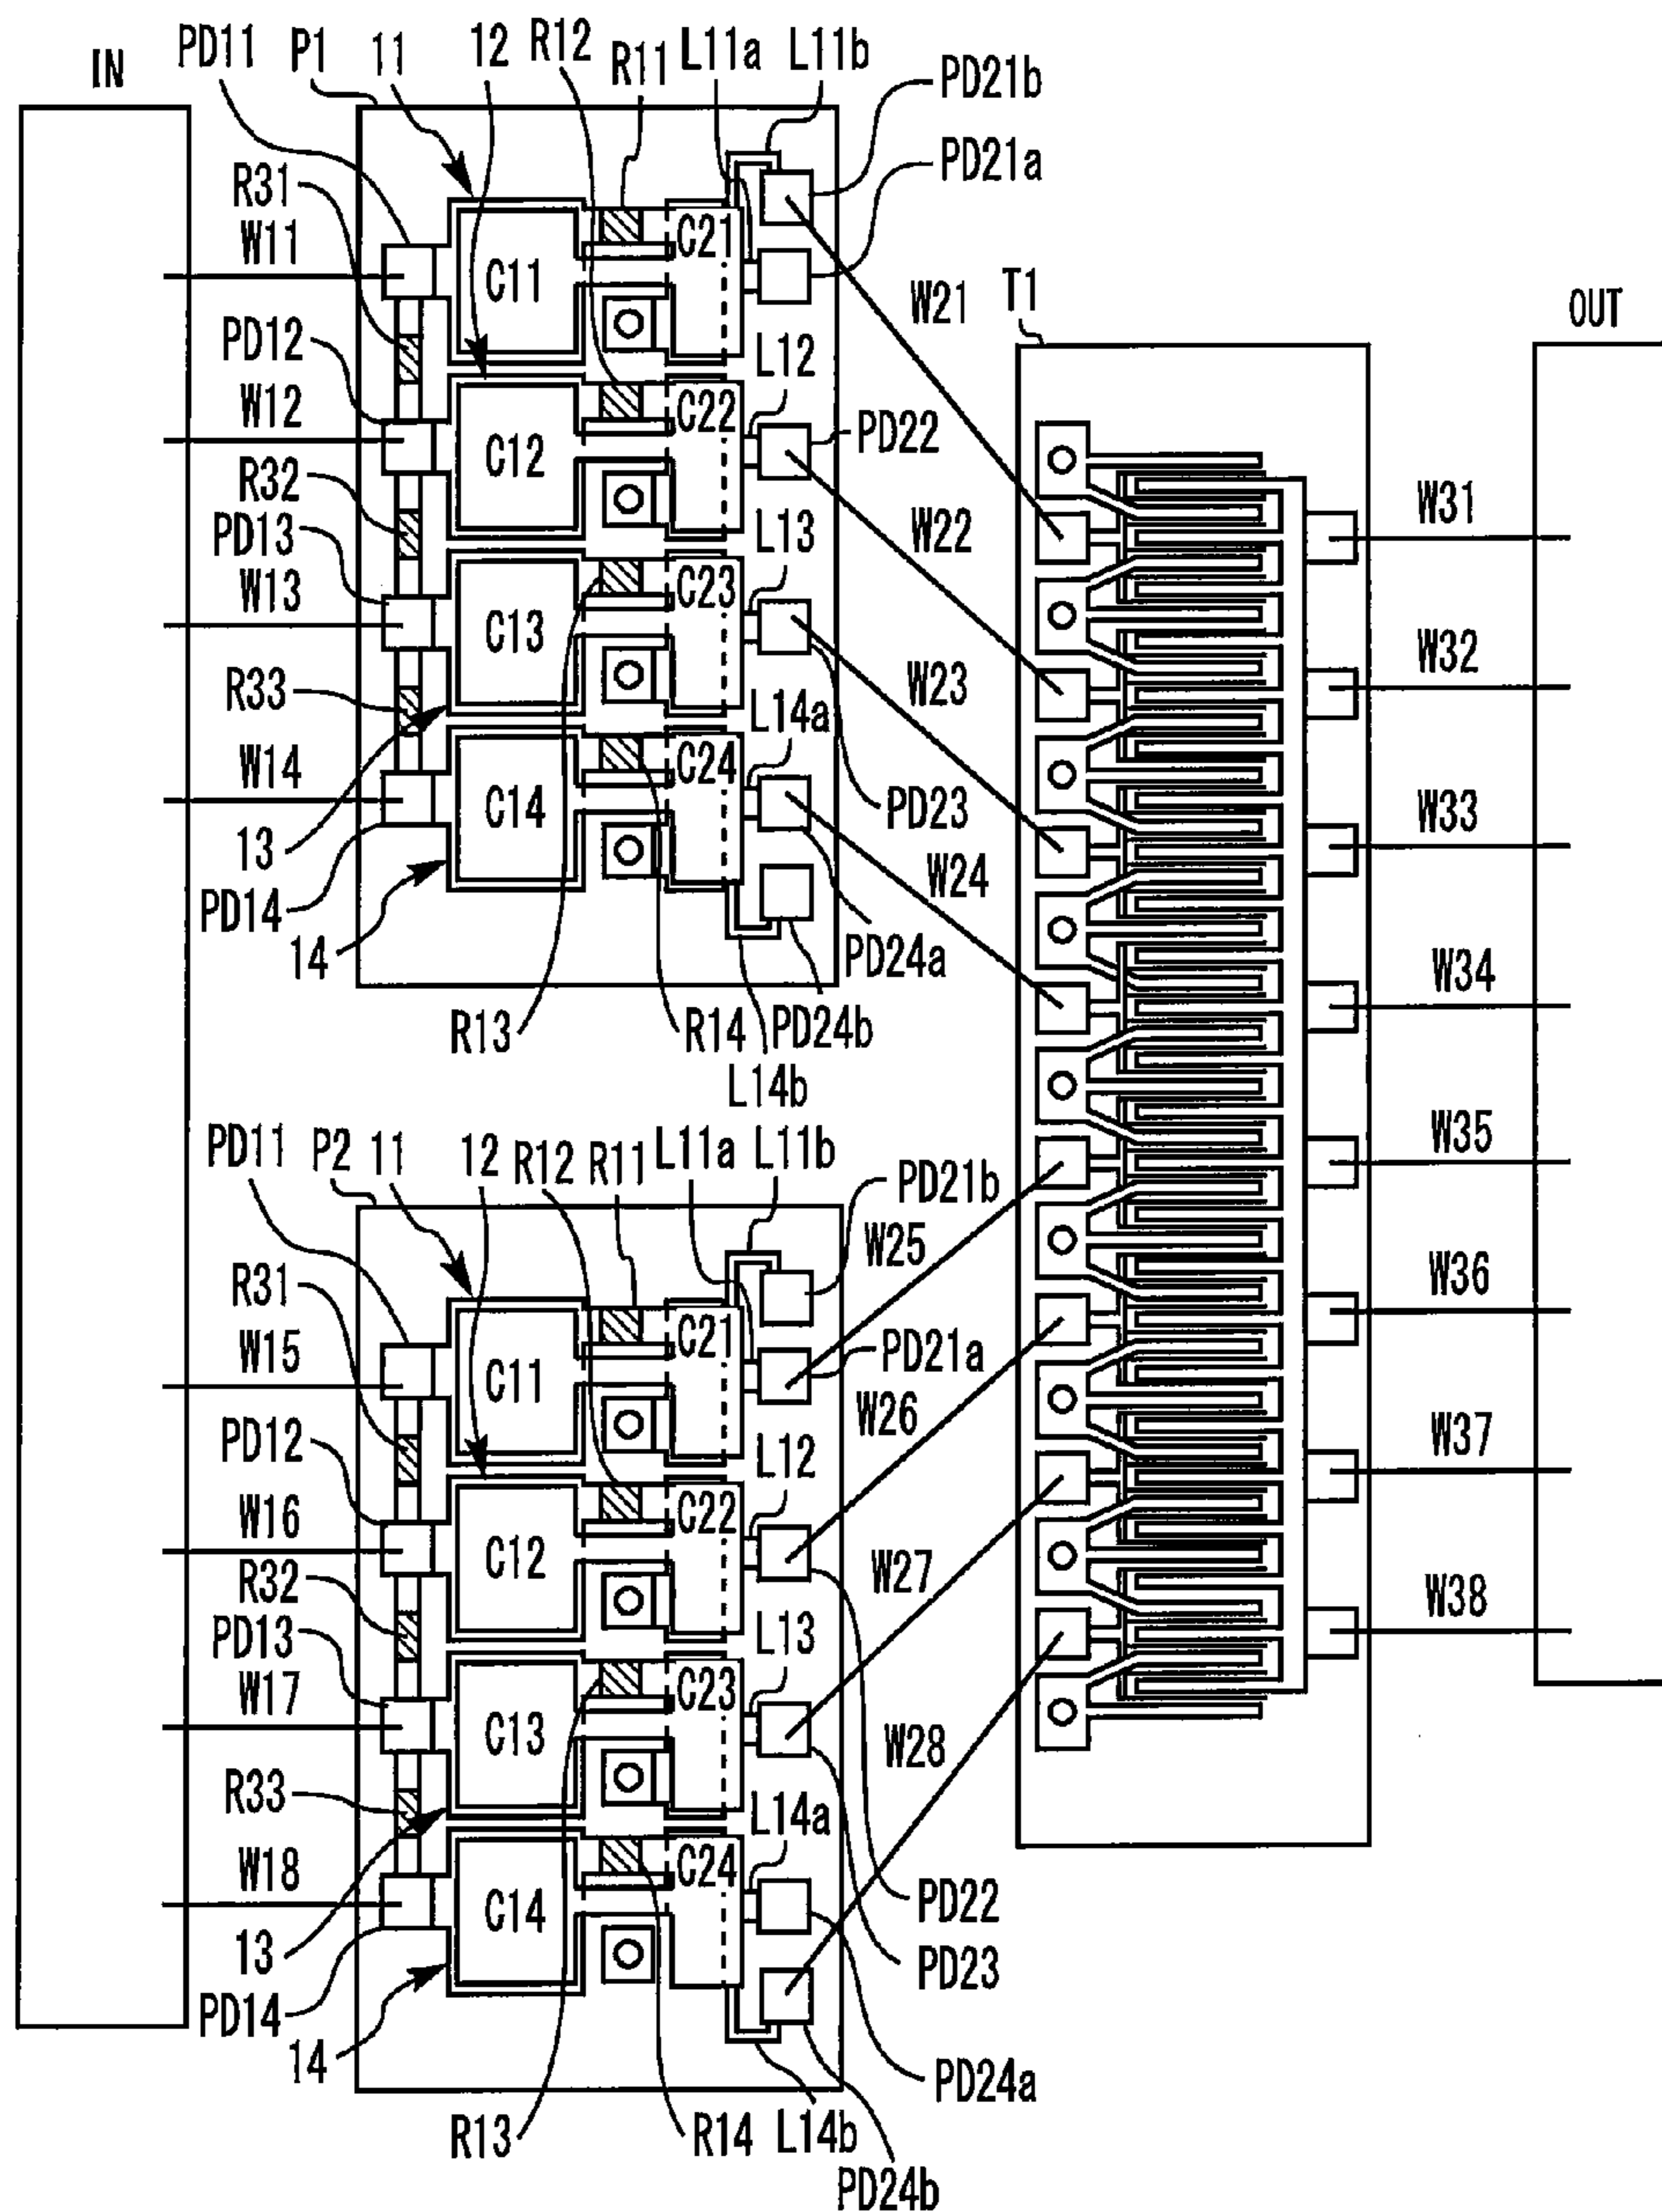 IN
PD11
P1
11
12
R12
R11
L11a
L11b
PD21b
PD21a
R31
W11
C11
C21
PD12
W12
C12
C22
L12
PD22
R32
PD13
W13
C13
C23
L13
PD23
R33
W14
C14
C24
L14a
13
PD14
14
PD24a
R13
R14
PD24b
L14b
W21
W22
W23
W24
T1
OUT
W31
W32
W33
W34
W35
W36
W37
W38
PD11
P2
11
12
R12
R11
L11a
L11b
PD21b
W25
R31
W15
C11
C21
PD21a
W26
PD12
W16
C12
C22
L12
R32
W27
PD13
W17
C13
C23
L13
W28
R33
W18
C14
C24
L14a
PD22
13
PD23
PD14
14
PD24a
R13
R14
L14b
PD24b